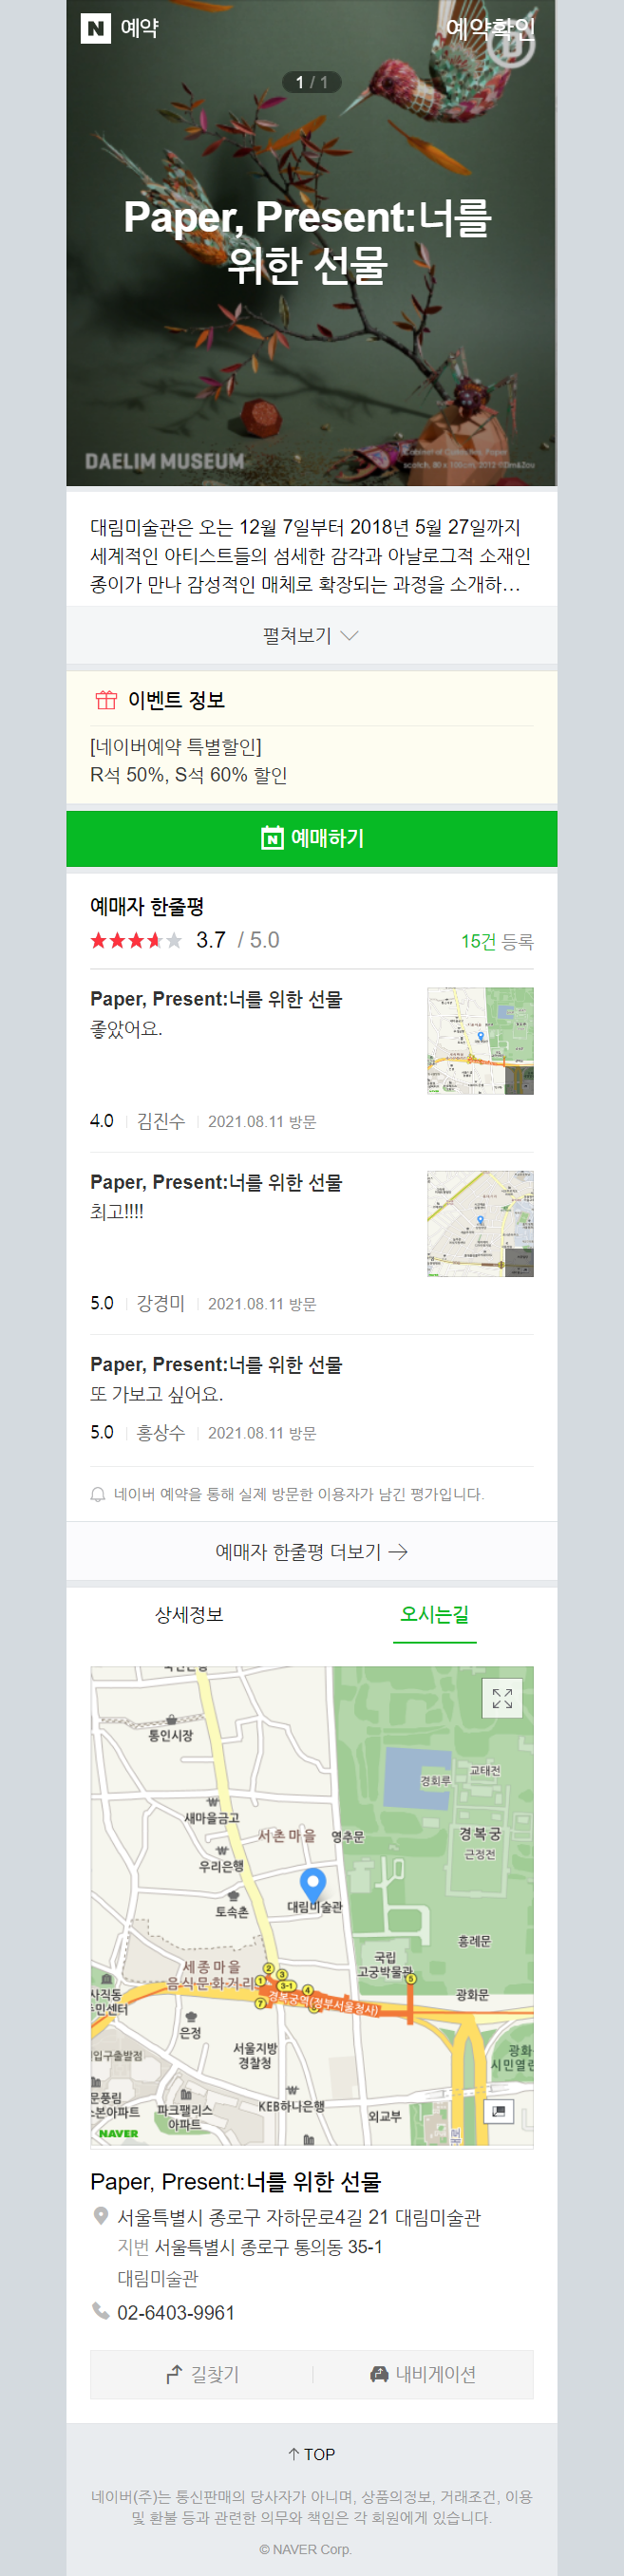 N 예약
예약확인
1 / 1
Paper, Present:너를
위한 선물
DAELIM MUSEUM
대림미술관은 오는 12월 7일부터 2018년 5월 27일까지
세계적인 아티스트들의 섬세한 감각과 아날로그적 소재인
종이가 만나 감성적인 매체로 확장되는 과정을 소개하...
펼쳐보기
이벤트 정보
[네이버예약 특별할인]
R석 50%, S석 60% 할인
예매하기
예매자 한줄평
3.7 / 5.0
15건 등록
Paper, Present:너를 위한 선물
좋았어요.
4.0 김진수 2021.08.11 방문
Paper, Present:너를 위한 선물
최고!!!!
5.0 강경미 2021.08.11 방문
Paper, Present:너를 위한 선물
또 가보고 싶어요.
5.0 홍상수 2021.08.11 방문
네이버 예약을 통해 실제 방문한 이용자가 남긴 평가입니다.
예매자 한줄평 더보기
상세정보
오시는길
통인시장
교태전
경회루
새마을금고
서촌마을
영추문
경복궁
근정전
우리은행
대림미술관
토속촌
흥례문
국립
고궁박물관
세종마을
음식문화거리
경복궁역(정부서울청사)
광화문
은정
서울지방
경찰청
파크팰리스
아파트
KEB하나은행
외교부
NAVER
Paper, Present:너를 위한 선물
서울특별시 종로구 자하문로4길 21 대림미술관
지번 서울특별시 종로구 통의동 35-1
대림미술관
02-6403-9961
길찾기
내비게이션
TOP
네이버(주)는 통신판매의 당사자가 아니며, 상품의정보, 거래조건, 이용
및 환불 등과 관련한 의무와 책임은 각 회원에게 있습니다.
© NAVER Corp.